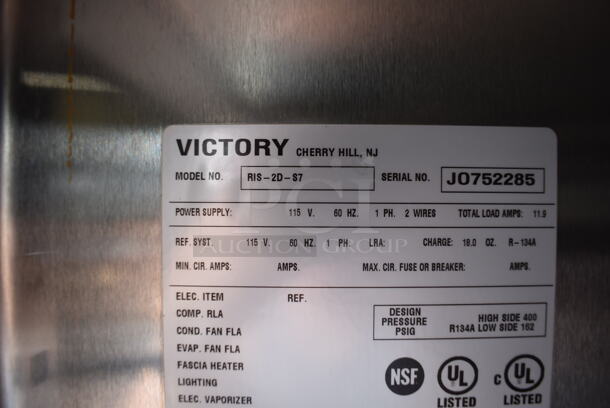 VICTORY CHERRY HILL, NJ
MODEL NO. RIS-2D-S7 SERIAL NO. J0752285
POWER SUPPLY: 115 V. 60 HZ. 1 PH. 2 WIRES TOTAL LOAD AMPS: 11.9
PCI
AUCTION GROUP
REF. SYST. 115 V. 60 HZ. 1 PH. LRA: CHARGE: 18.0 OZ. R-134A
MIN. CIR. AMPS: AMPS. MAX. CIR. FUSE OR BREAKER: AMPS.
ELEC. ITEM REF.
COMP. RLA
COND. FAN FLA
EVAP. FAN FLA
FASCIA HEATER
LIGHTING
ELEC. VAPORIZER
DESIGN PRESSURE PSIG
HIGH SIDE 400
R134A LOW SIDE 162
NSF UL c UL
LISTED LISTED